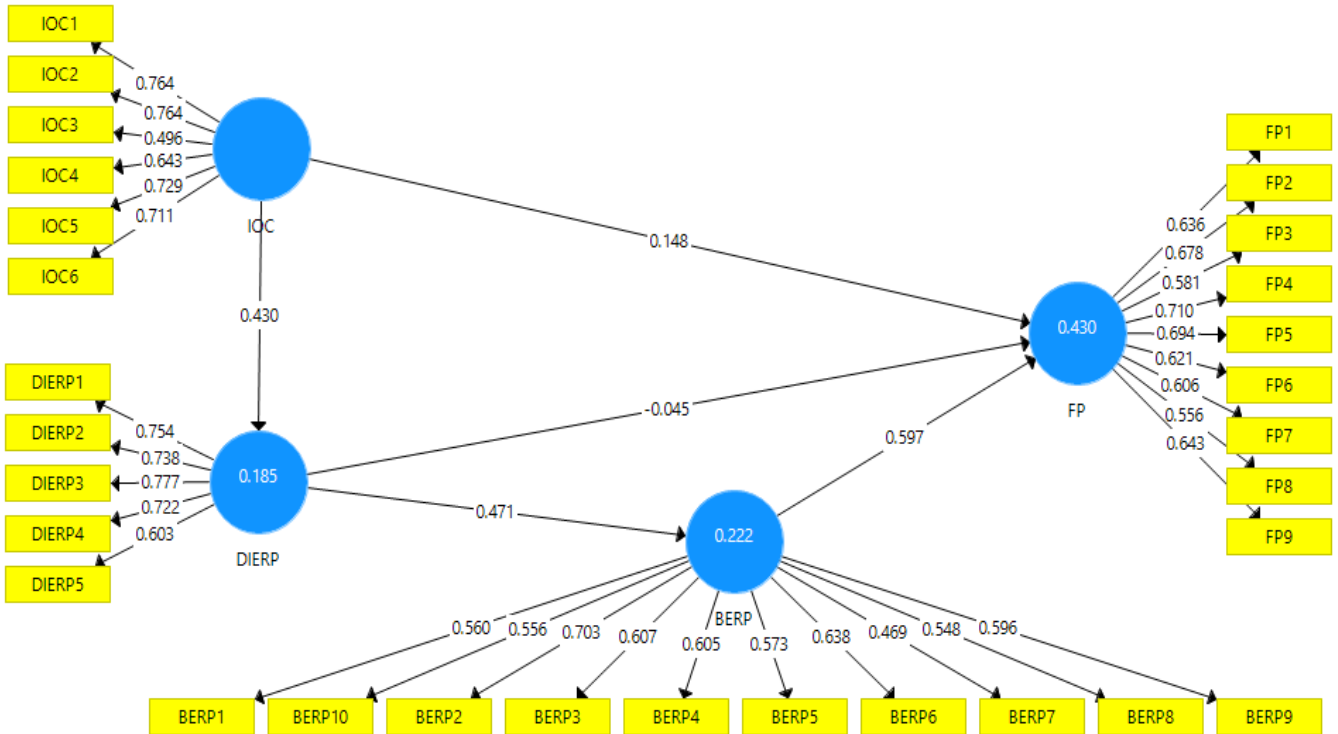 IOC1
IOC2
IOC3
IOC4
IOC5
IOC6
0.764
0.764
0.496
0.643
0.729
0.711
IOC
0.148
0.430
DIERP1
DIERP2
DIERP3
DIERP4
DIERP5
0.754
0.738
0.777
0.722
0.603
0.185
DIERP
-0.045
0.471
0.597
0.222
BERP
0.560
0.556
0.703
0.607
0.605
0.573
0.638
0.469
0.548
0.596
BERP1
BERP10
BERP2
BERP3
BERP4
BERP5
BERP6
BERP7
BERP8
BERP9
0.430
FP
0.636
0.678
0.581
0.710
0.694
0.621
0.606
0.556
0.643
FP1
FP2
FP3
FP4
FP5
FP6
FP7
FP8
FP9